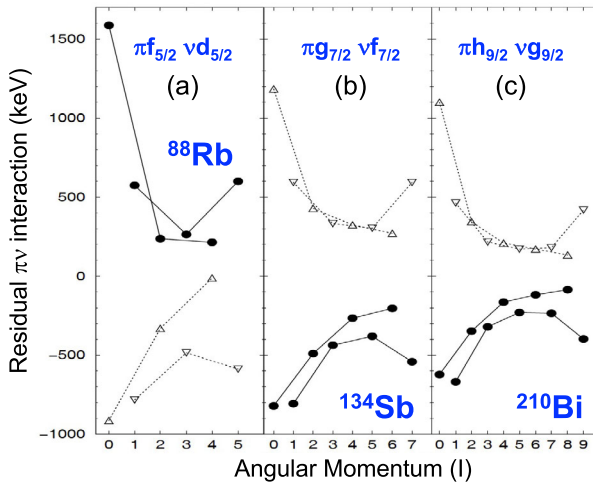 Residual πν interaction (keV)
1500
1000
500
0
−500
−1000
πf5/2 νd5/2
(a)
88Rb
πg7/2 νf7/2
(b)
134Sb
πh9/2 νg9/2
(c)
210Bi
0 1 2 3 4 5 0 1 2 3 4 5 6 7 0 1 2 3 4 5 6 7 8 9
Angular Momentum (I)